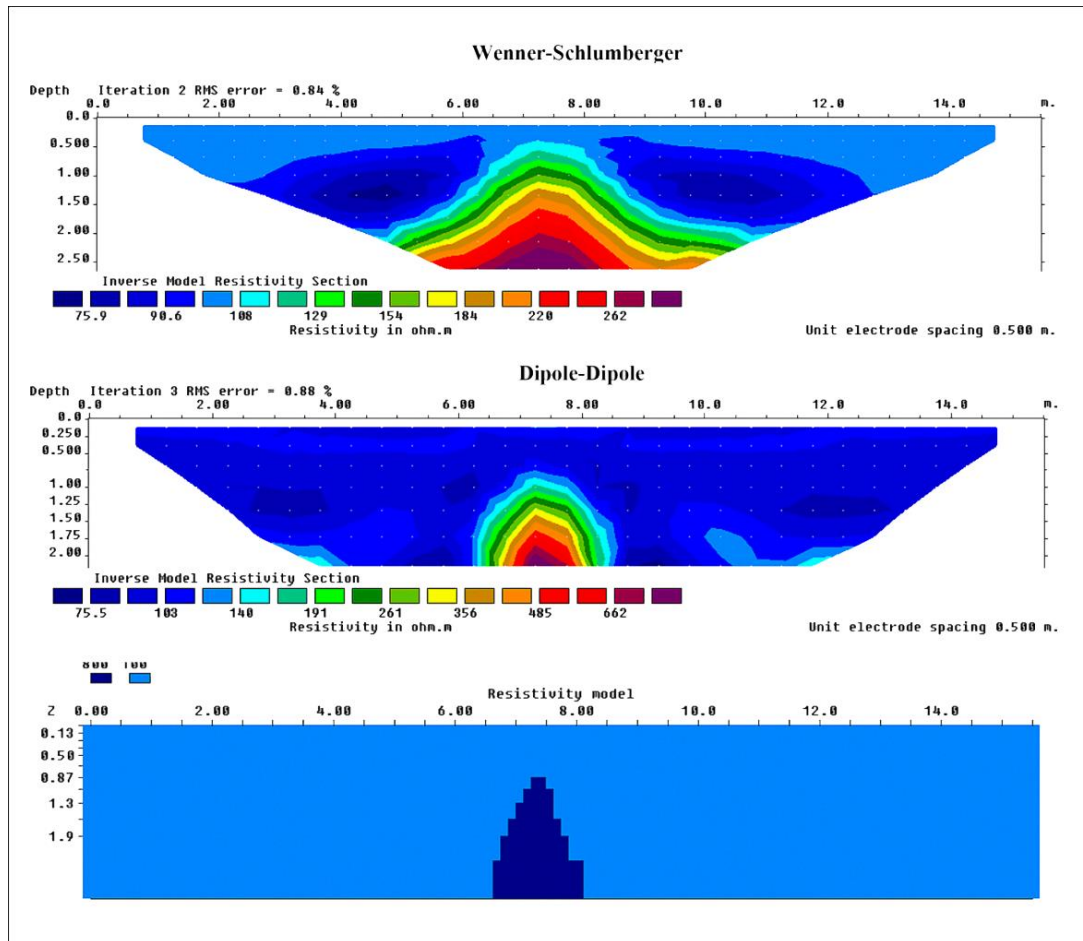 Wenner-Schlumberger
Depth Iteration 2 RMS error = 0.84 %
0.0 2.00 4.00 6.00 8.00 10.0 12.0 14.0 m.
0.0
0.500
1.00
1.50
2.00
2.50
Inverse Model Resistivity Section
75.9 90.6 108 129 154 184 220 262
Resistivity in ohm.m Unit electrode spacing 0.500 m.
Dipole-Dipole
Depth Iteration 3 RMS error = 0.88 %
0.0 2.00 4.00 6.00 8.00 10.0 12.0 14.0 m.
0.0
0.250
0.500
1.00
1.25
1.50
1.75
2.00
Inverse Model Resistivity Section
75.5 103 140 191 261 356 485 662
Resistivity in ohm.m Unit electrode spacing 0.500 m.
800 100
Resistivity model
Z 0.00 2.00 4.00 6.00 8.00 10.0 12.0 14.0
0.13
0.50
0.87
1.3
1.9